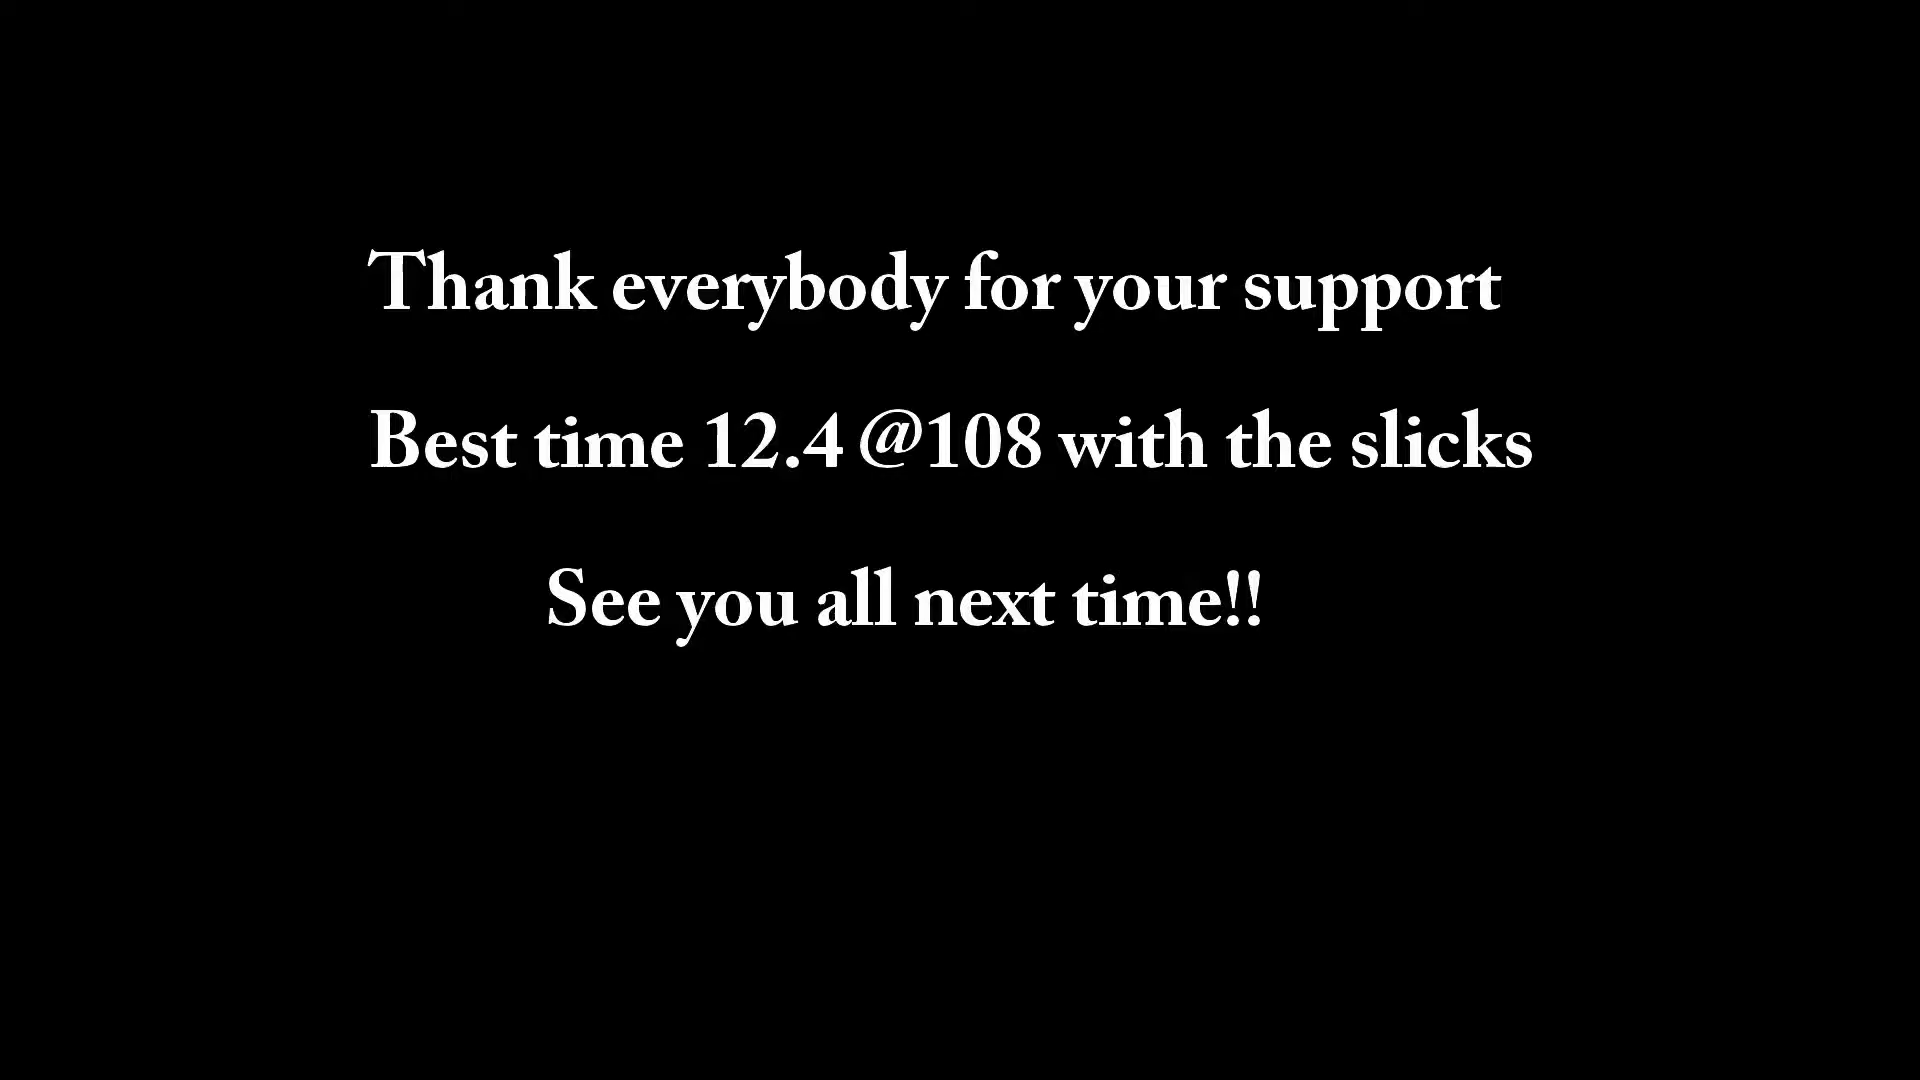 Thank everybody for your support
Best time 12.4 @108 with the slicks
See you all next time!!